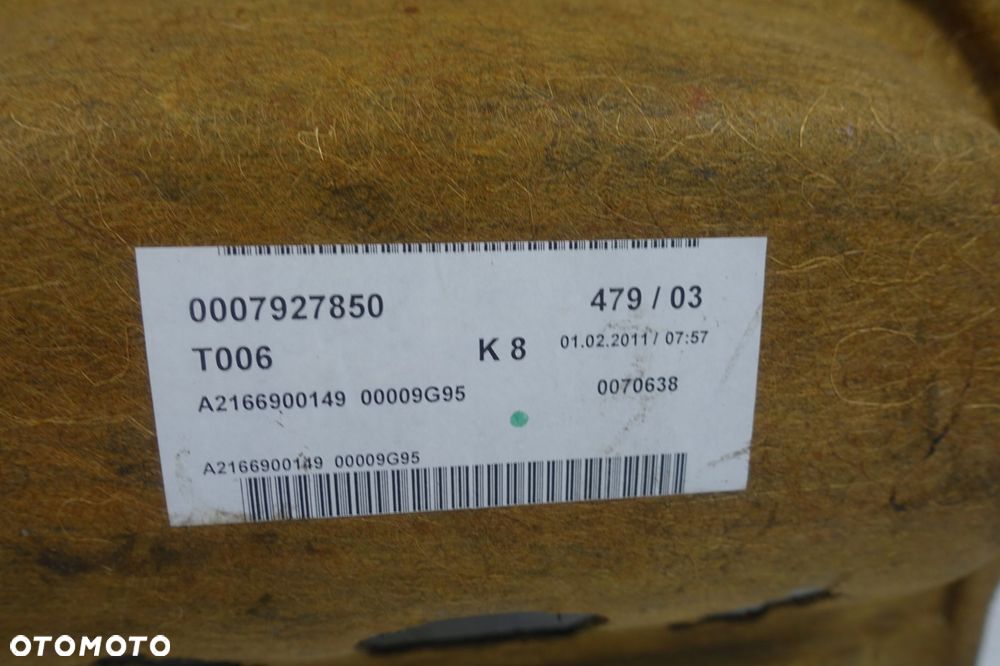 0007927850 479 / 03
T006 K 8 01.02.2011 / 07:57
A2166900149 00009G95 0070638
A2166900149 00009G95
OTOMOTO